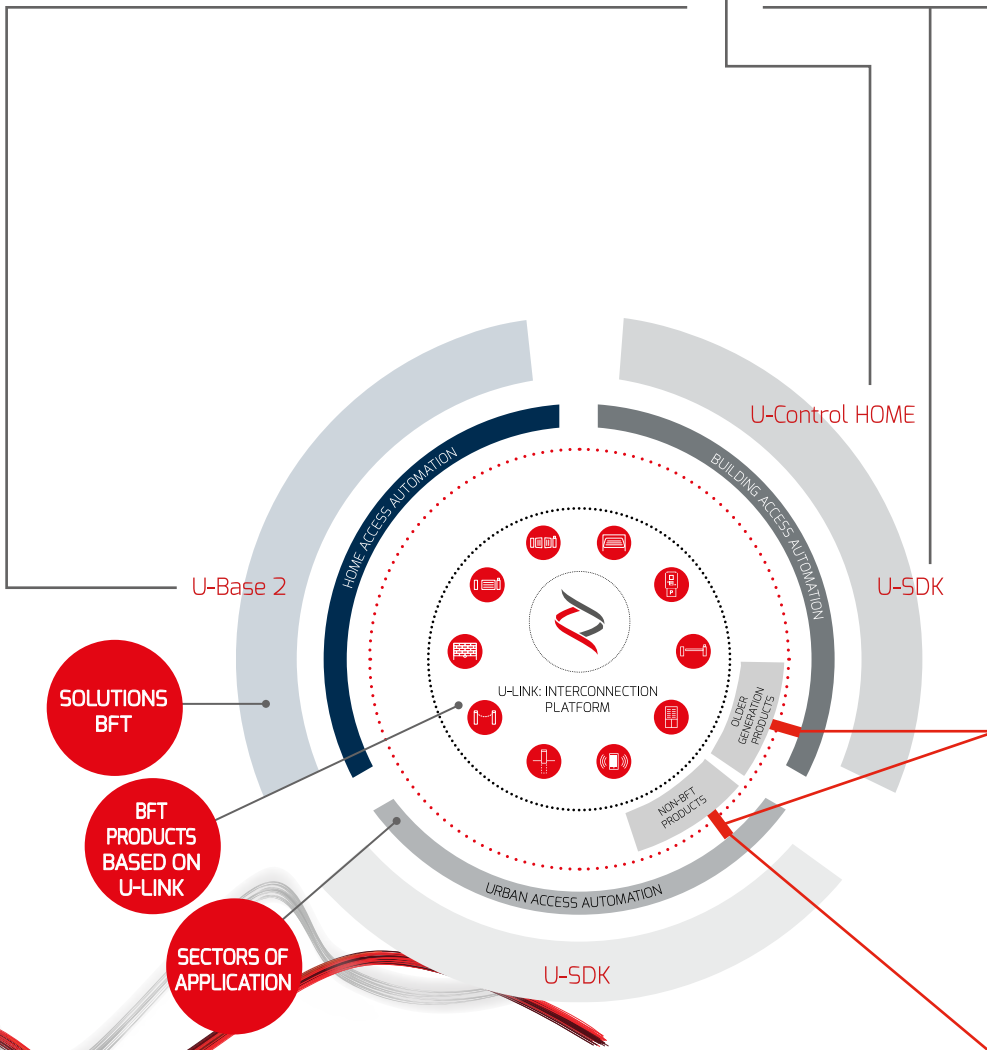 U-Control HOME
HOME ACCESS AUTOMATION
BUILDING ACCESS AUTOMATION
U-Base 2
U-SDK
P
U-LINK: INTERCONNECTION
PLATFORM
SOLUTIONS
BFT
OLDER
GENERATION
PRODUCTS
NON-BFT
PRODUCTS
BFT
PRODUCTS
BASED ON
U-LINK
URBAN ACCESS AUTOMATION
SECTORS OF
APPLICATION
U-SDK